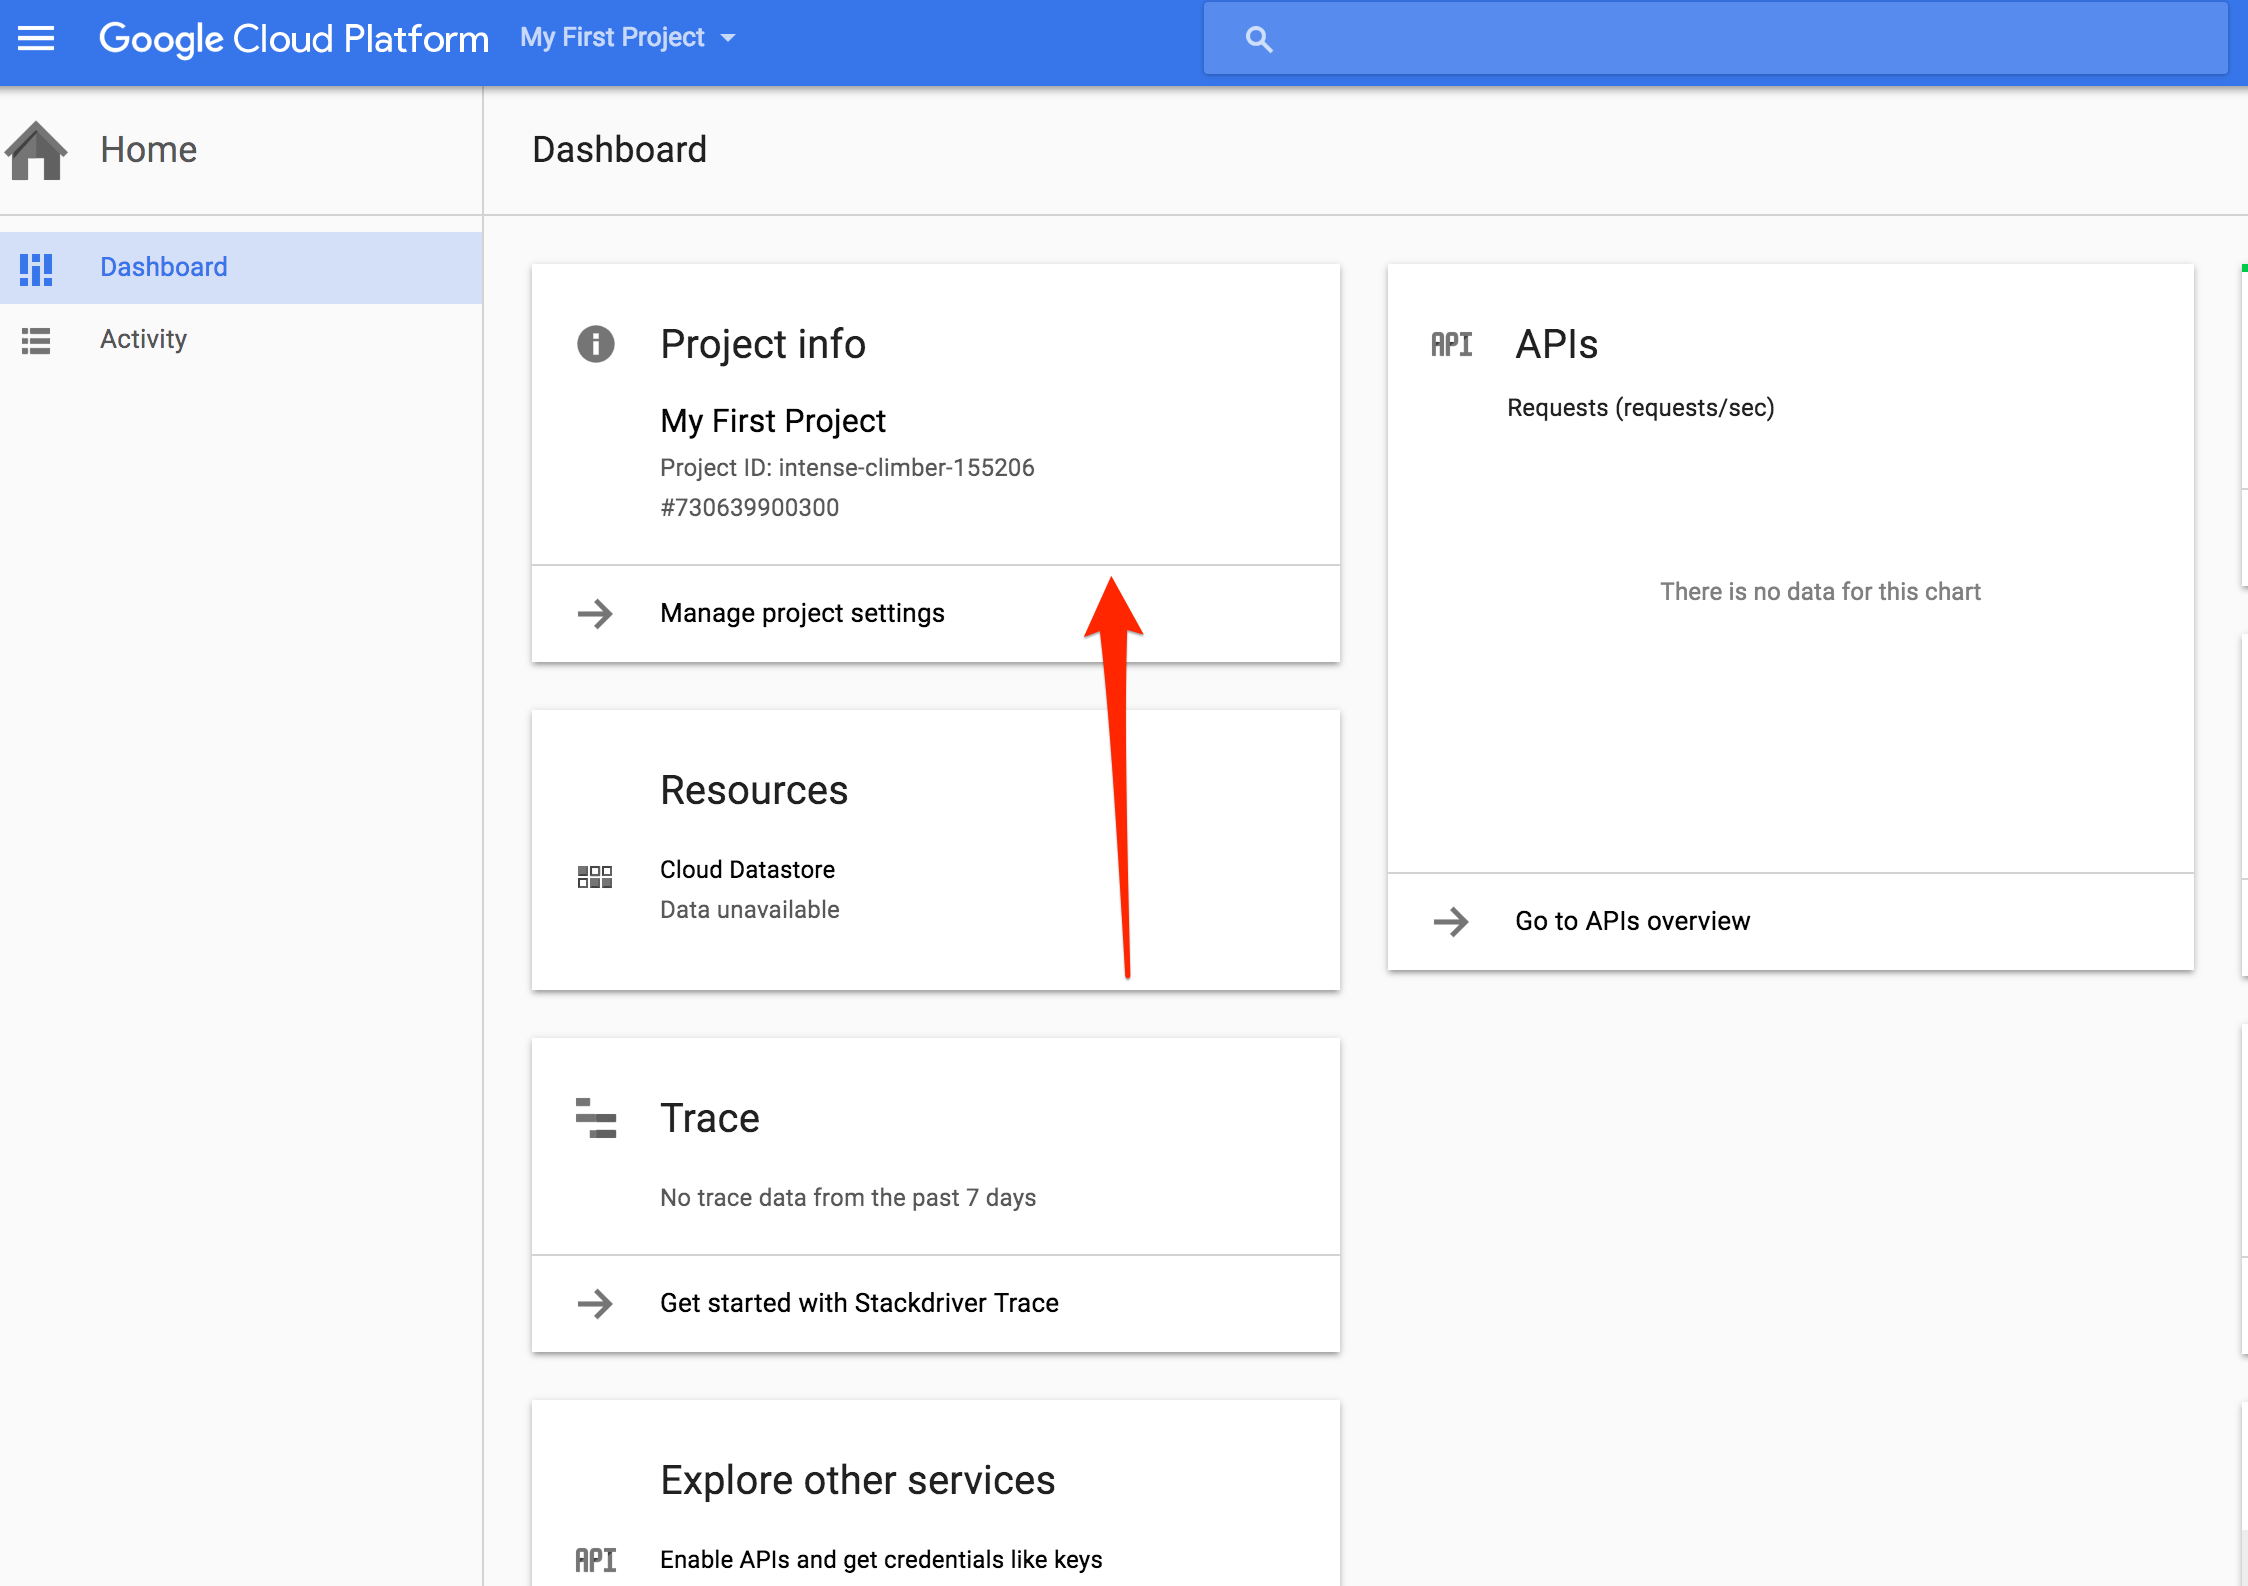 Google Cloud Platform My First Project
Home
Dashboard
Dashboard
Activity
Project info
My First Project
Project ID: intense-climber-155206
#730639900300
Manage project settings
Resources
Cloud Datastore
Data unavailable
Trace
No trace data from the past 7 days
Get started with Stackdriver Trace
Explore other services
API Enable APIs and get credentials like keys
API APIs
Requests (requests/sec)
There is no data for this chart
Go to APIs overview